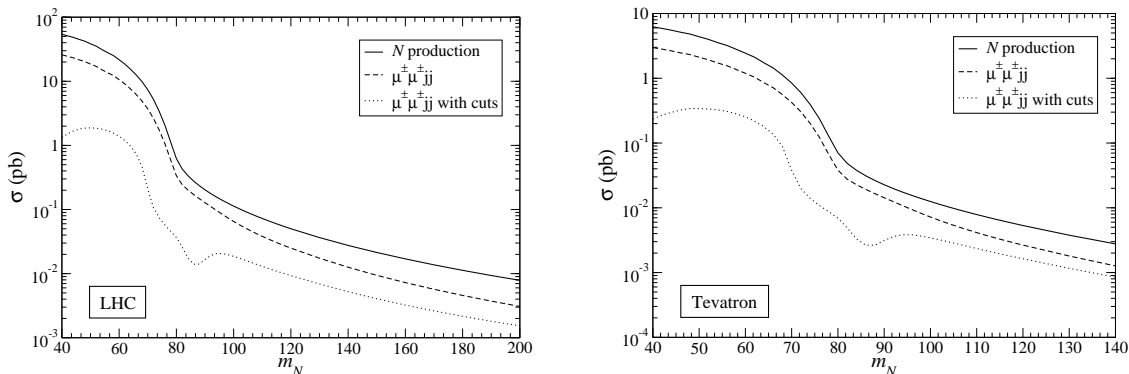 10²
10
1
10⁻¹
10⁻²
10⁻³
σ (pb)
N production
μ±μ±jj
μ±μ±jj with cuts
LHC
40 60 80 100 120 140 160 180 200
m_N
10
1
10⁻¹
10⁻²
10⁻³
10⁻⁴
σ (pb)
N production
μ±μ±jj
μ±μ±jj with cuts
Tevatron
40 50 60 70 80 90 100 110 120 130 140
m_N